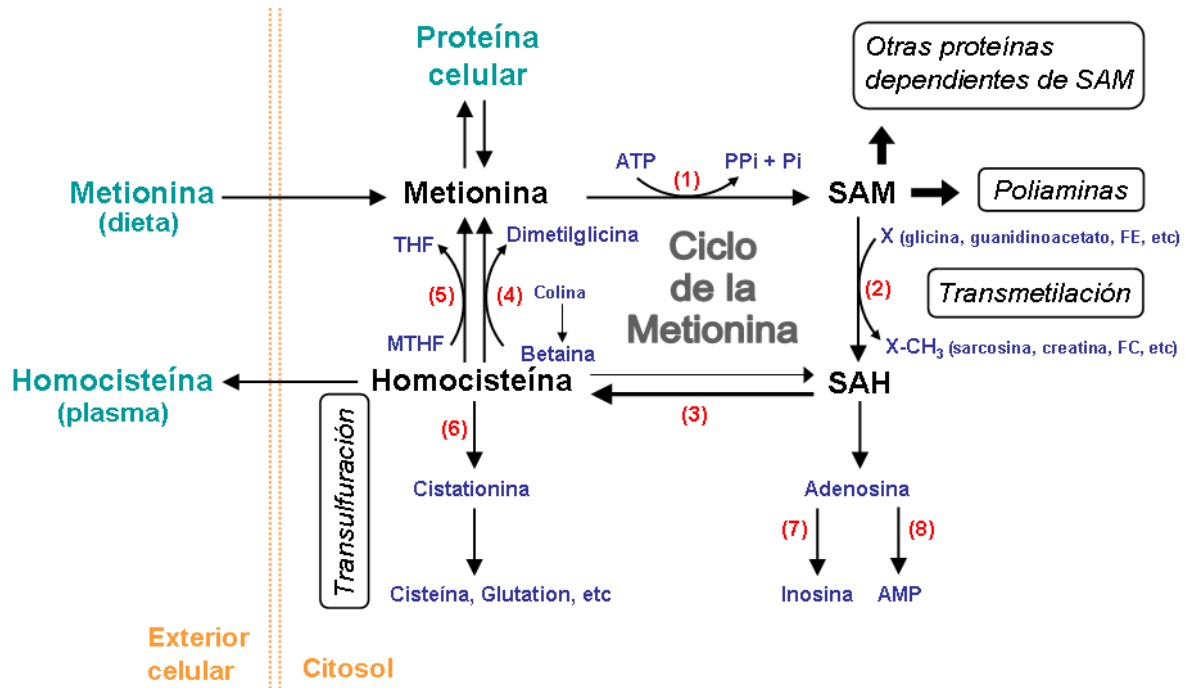 Proteína
celular
Otras proteínas
dependientes de SAM
ATP
PPi + Pi
(1)
Metionina
(dieta)
Metionina
SAM
Poliaminas
THF
Dimetilglicina
Ciclo
de la
Metionina
X (glicina, guanidinoacetato, FE, etc)
(5)
(4)
Colina
(2)
Transmetilación
MTHF
Betaina
X-CH₃ (sarcosina, creatina, FC, etc)
Homocisteína
(plasma)
Homocisteína
SAH
(3)
(6)
Transulfuración
Cistationina
Adenosina
(7)
(8)
Cisteína, Glutation, etc
Inosina
AMP
Exterior
celular
Citosol